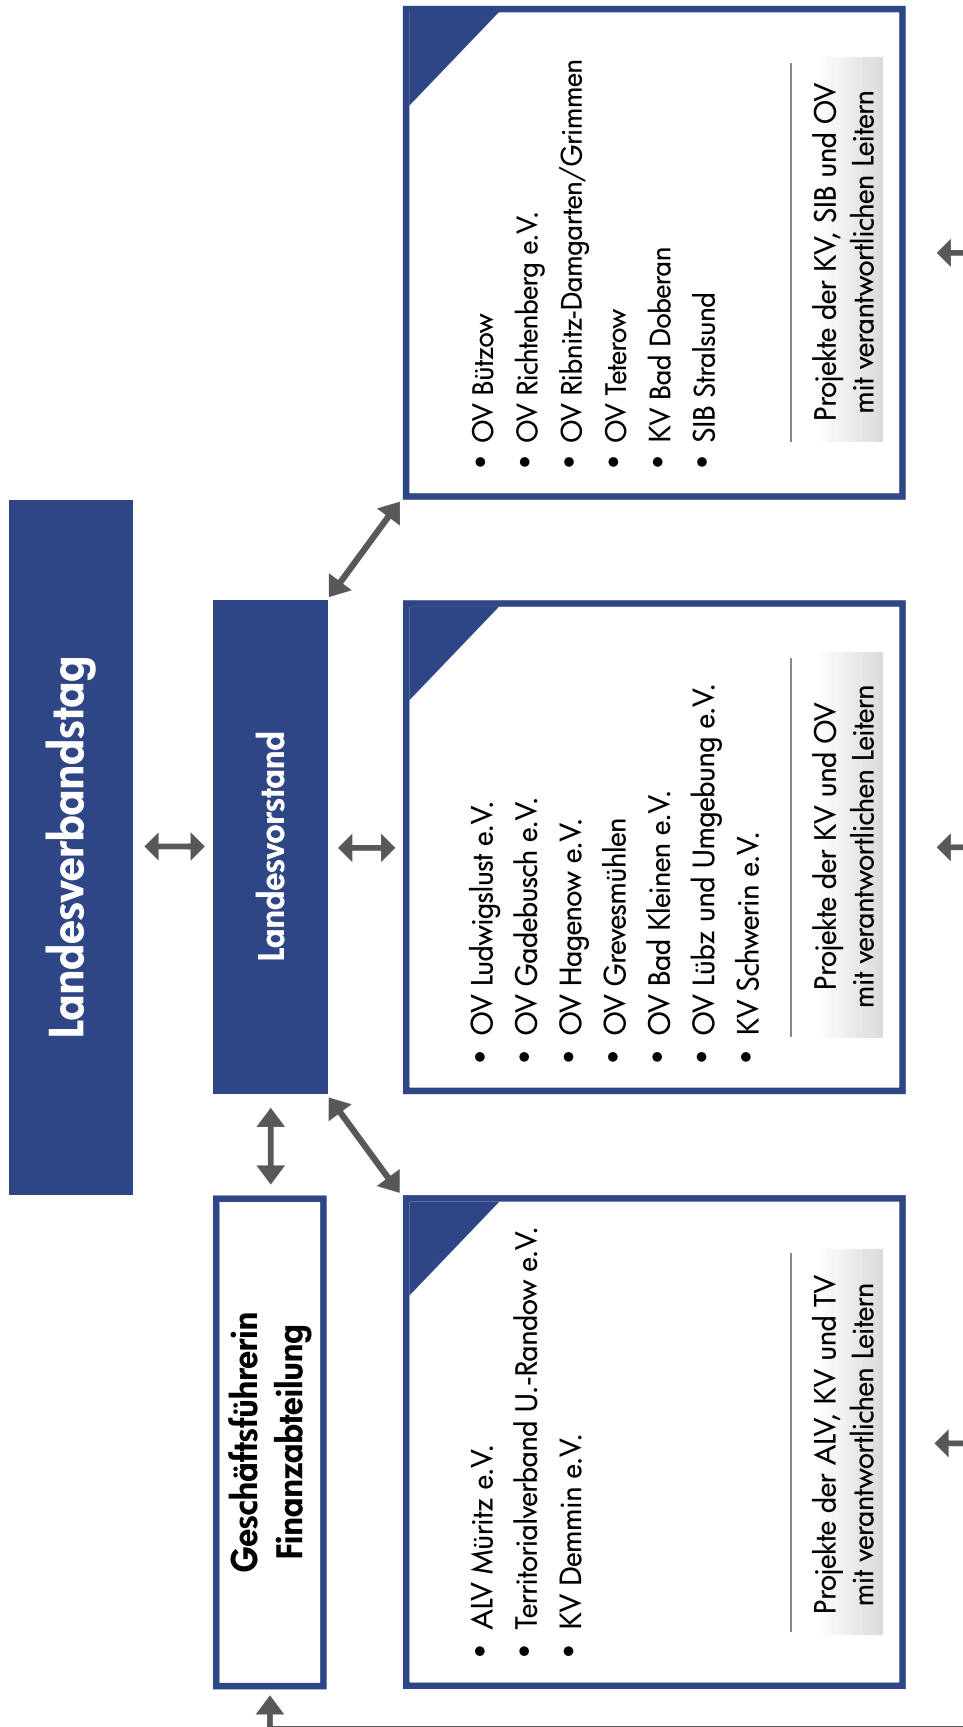 Landesverbandstag
Geschäftsführerin
Finanzabteilung
Landesvorstand
• ALV Müritz e.V.
• Territorialverband U.-Randow e.V.
• KV Demmin e.V.
Projekte der ALV, KV und TV
mit verantwortlichen Leitern
• OV Ludwigslust e.V.
• OV Gadebusch e.V.
• OV Hagenow e.V.
• OV Grevesmühlen
• OV Bad Kleinen e.V.
• OV Lübz und Umgebung e.V.
• KV Schwerin e.V.
Projekte der KV und OV
mit verantwortlichen Leitern
• OV Bützow
• OV Richtenberg e.V.
• OV Ribnitz-Damgarten/Grimmen
• OV Teterow
• KV Bad Doberan
• SIB Stralsund
Projekte der KV, SIB und OV
mit verantwortlichen Leitern